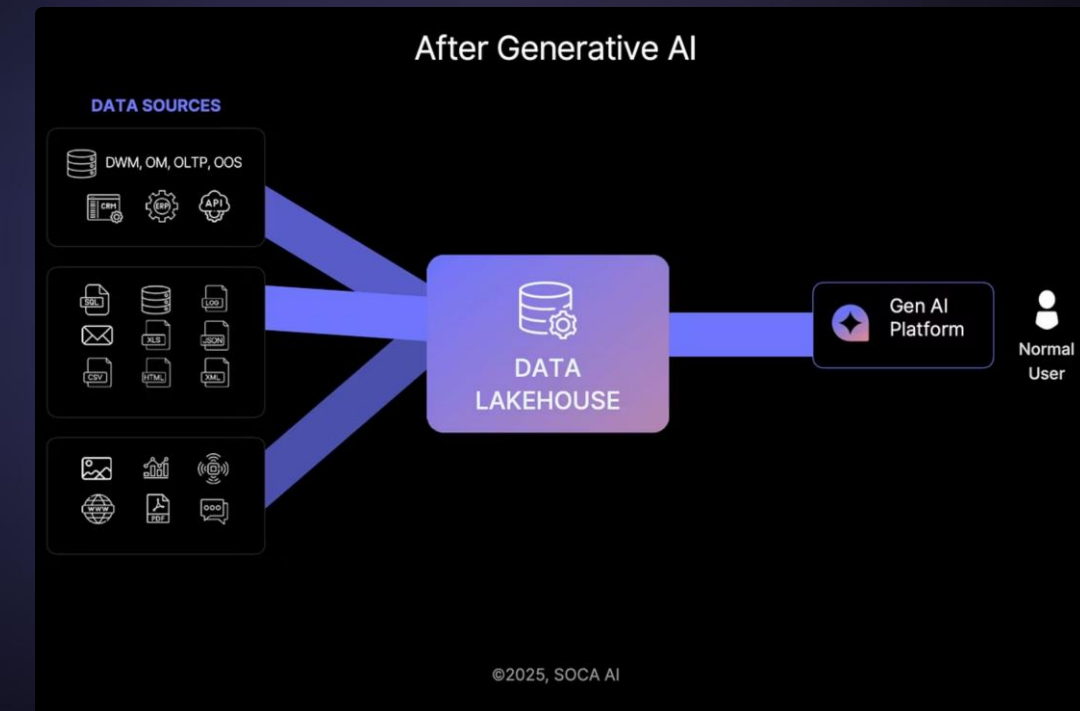 After Generative AI
DATA SOURCES
DWM, OM, OLTP, OOS
CRM
ERP
API
SQL
LOG
XLS
JSON
CSV
HTML
XML
WWW
PDF
DATA
LAKEHOUSE
Gen AI
Platform
Normal
User
©2025, SOCA AI